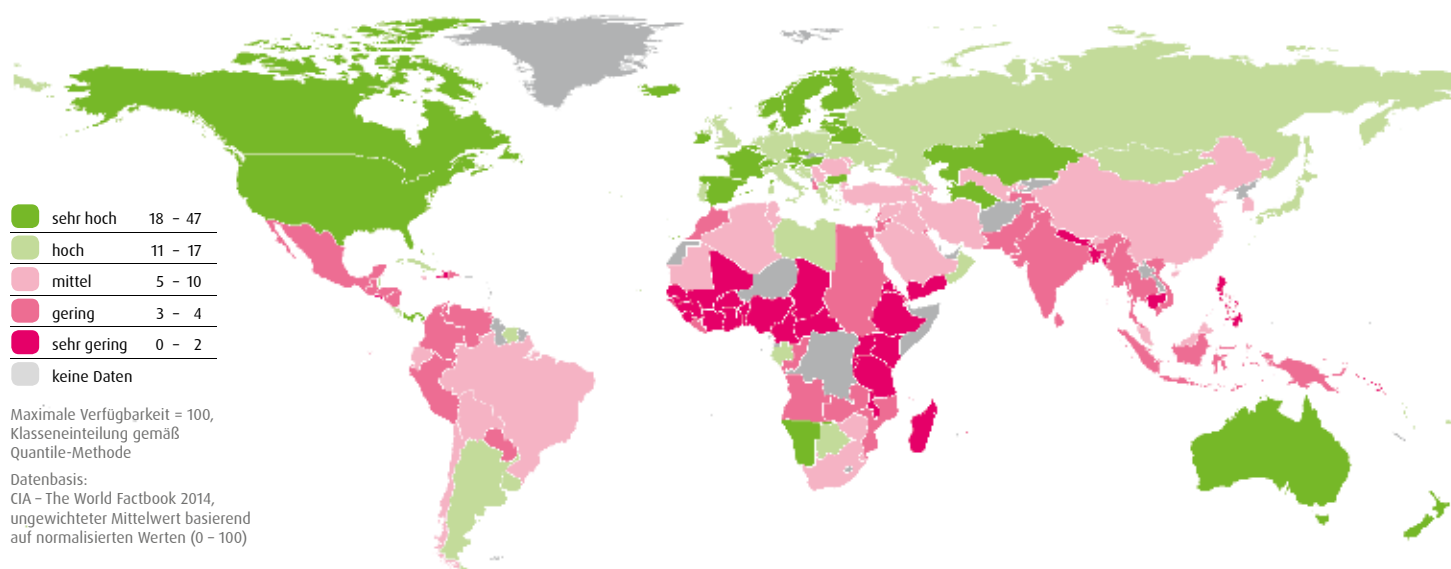 sehr hoch 18 – 47
hoch 11 – 17
mittel 5 – 10
gering 3 – 4
sehr gering 0 – 2
keine Daten
Maximale Verfügbarkeit = 100,
Klasseneinteilung gemäß
Quantile-Methode
Datenbasis:
CIA – The World Factbook 2014,
ungewichteter Mittelwert basierend
auf normalisierten Werten (0 – 100)